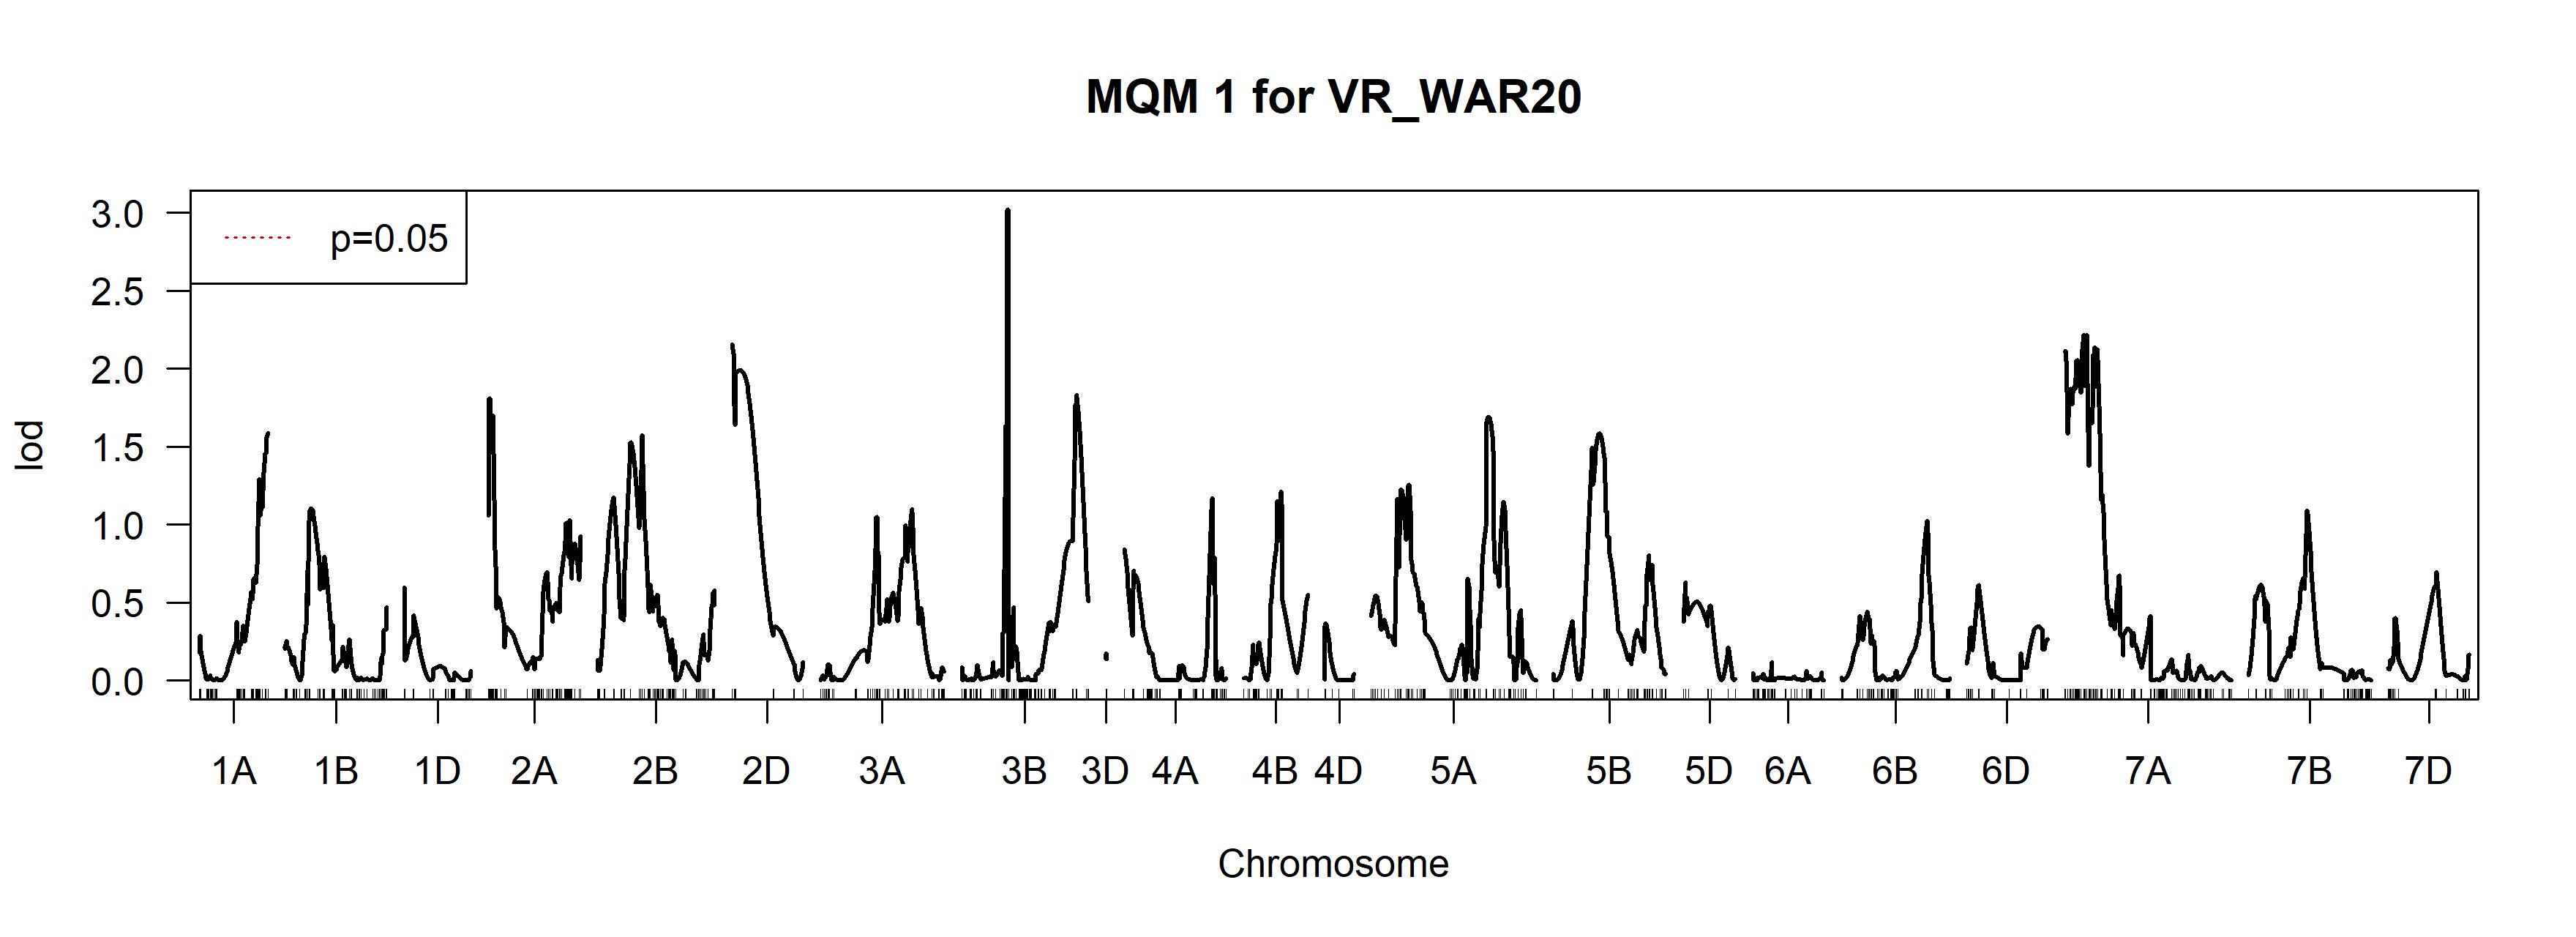 MQM 1 for VR_WAR20
p=0.05
3.0
2.5
2.0
1.5
1.0
0.5
0.0
lod
1A 1B 1D 2A 2B 2D 3A 3B 3D 4A 4B 4D 5A 5B 5D 6A 6B 6D 7A 7B 7D
Chromosome